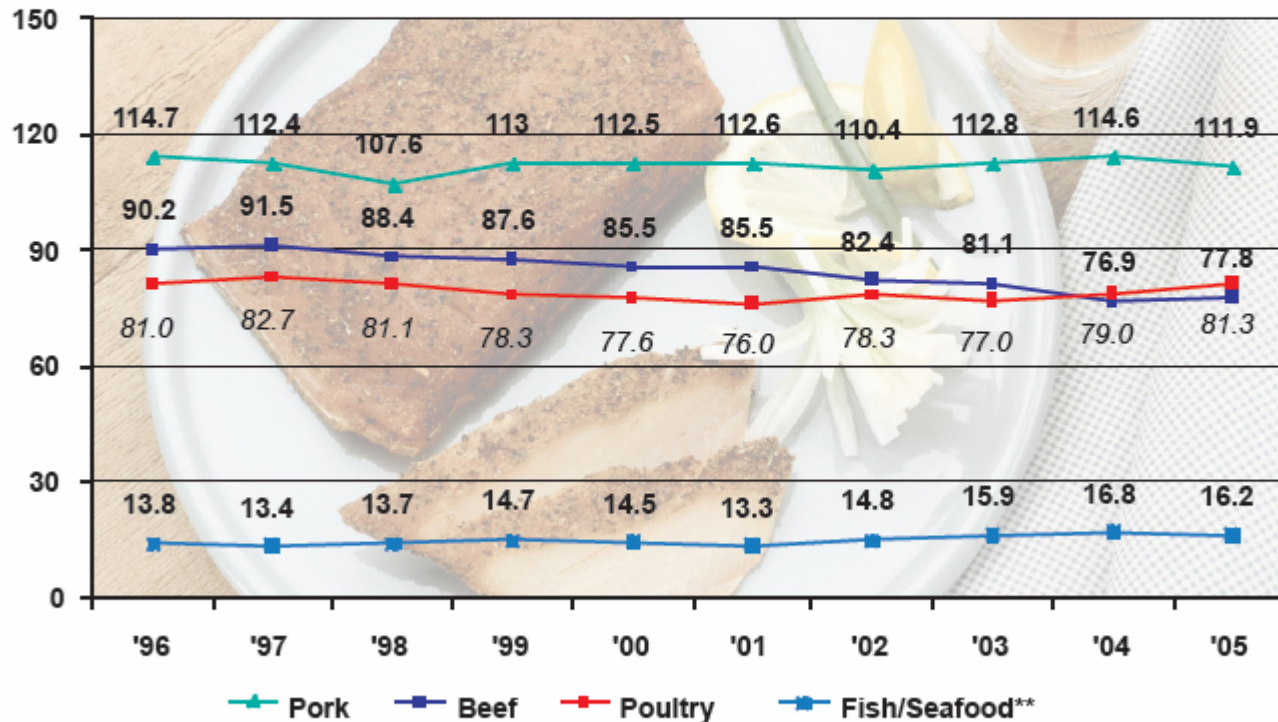 150
114.7 112.4 107.6 113 112.5 112.6 110.4 112.8 114.6 111.9
120
90.2 91.5 88.4 87.6 85.5 85.5 82.4 81.1 76.9 77.8
90
81.0 82.7 81.1 78.3 77.6 76.0 78.3 77.0 79.0 81.3
60
30
13.8 13.4 13.7 14.7 14.5 13.3 14.8 15.9 16.8 16.2
0
'96 '97 '98 '99 '00 '01 '02 '03 '04 '05
Pork Beef Poultry Fish/Seafood**